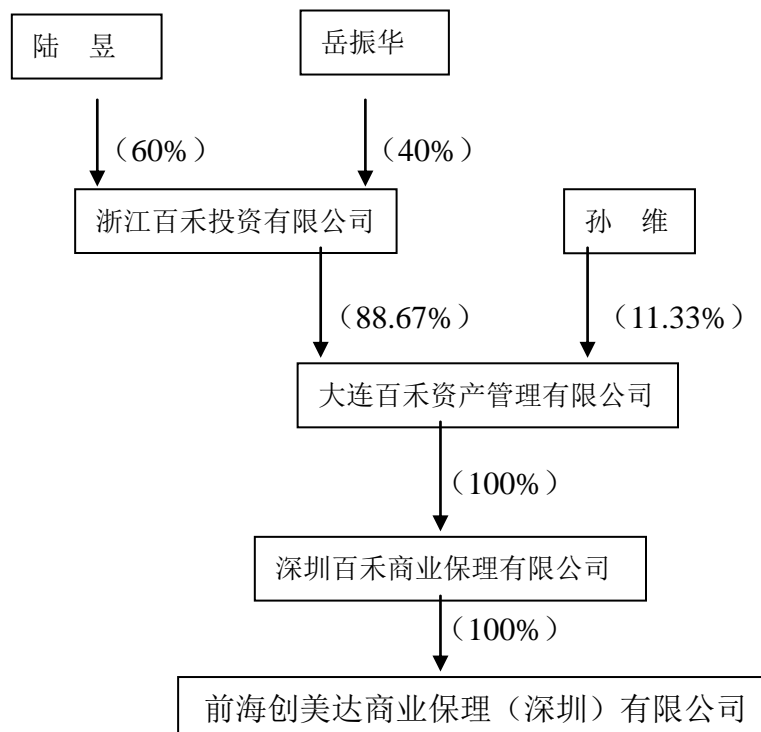 陆　昱
岳振华
（60%）
（40%）
浙江百禾投资有限公司
孙　维
（88.67%）
（11.33%）
大连百禾资产管理有限公司
（100%）
深圳百禾商业保理有限公司
（100%）
前海创美达商业保理（深圳）有限公司